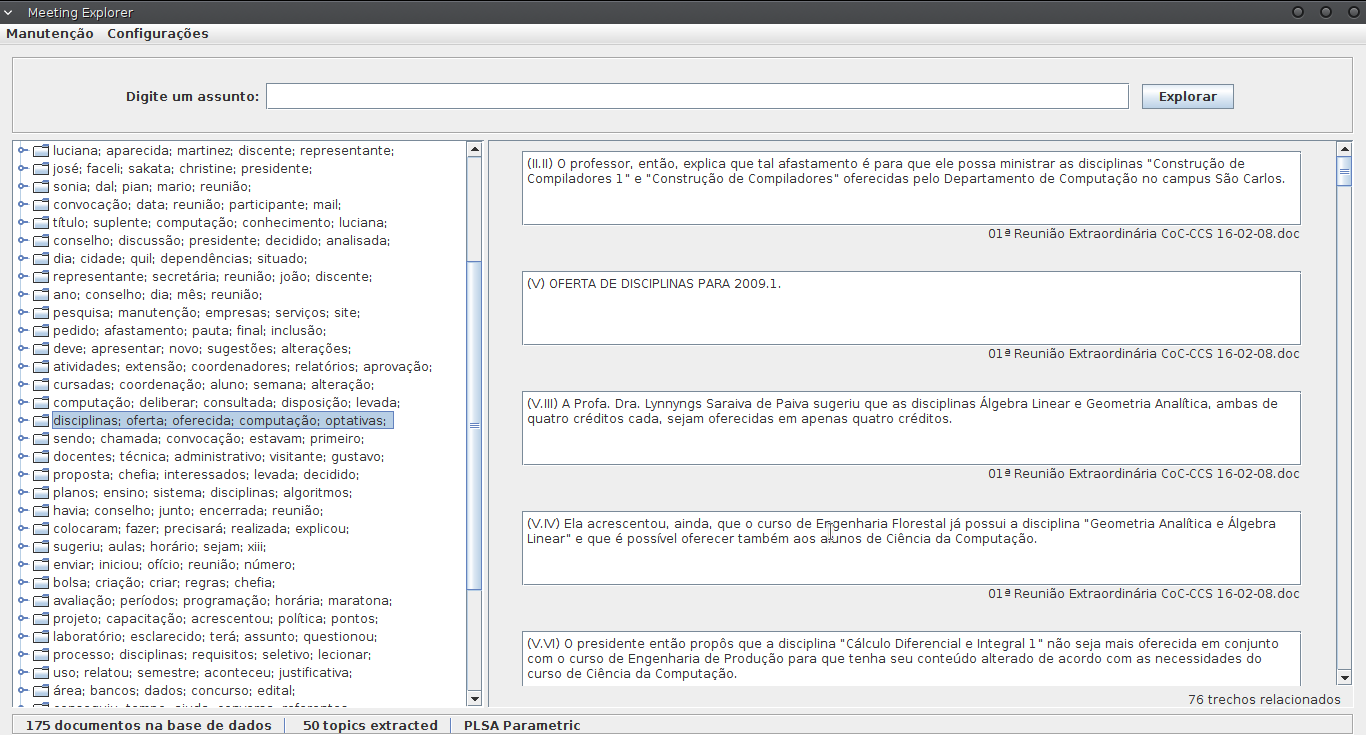 Meeting Explorer
Manutenção Configurações
Digite um assunto:
Explorar
luciana; aparecida; martinez; discente; representante;
josé; faceli; sakata; christine; presidente;
sonia; dal; pian; mario; reunião;
convocação; data; reunião; participante; mail;
título; suplente; computação; conhecimento; luciana;
conselho; discussão; presidente; decidido; analisada;
dia; cidade; quil; dependências; situado;
representante; secretária; reunião; joão; discente;
ano; conselho; dia; mês; reunião;
pesquisa; manutenção; empresas; serviços; site;
pedido; afastamento; pauta; final; inclusão;
deve; apresentar; novo; sugestões; alterações;
atividades; extensão; coordenadores; relatórios; aprovação;
cursadas; coordenação; aluno; semana; alteração;
computação; deliberar; consultada; disposição; levada;
disciplinas; oferta; oferecida; computação; optativas;
sendo; chamada; convocação; estavam; primeiro;
docentes; técnica; administrativo; visitante; gustavo;
proposta; chefia; interessados; levada; decidido;
planos; ensino; sistema; disciplinas; algoritmos;
havia; conselho; junto; encerrada; reunião;
colocaram; fazer; precisará; realizada; explicou;
sugeriu; aulas; horário; sejam; xiii;
enviar; iniciou; ofício; reunião; número;
bolsa; criação; criar; regras; chefia;
avaliação; períodos; programação; horária; maratona;
projeto; capacitação; acrescentou; política; pontos;
laboratório; esclarecido; terá; assunto; questionou;
processo; disciplinas; requisitos; seletivo; lecionar;
uso; relatou; semestre; aconteceu; justificativa;
área; bancos; dados; concurso; edital;
(II.II) O professor, então, explica que tal afastamento é para que ele possa ministrar as disciplinas "Construção de
Compiladores 1" e "Construção de Compiladores" oferecidas pelo Departamento de Computação no campus São Carlos.
01ª Reunião Extraordinária CoC-CCS 16-02-08.doc
(V) OFERTA DE DISCIPLINAS PARA 2009.1.
01ª Reunião Extraordinária CoC-CCS 16-02-08.doc
(V.III) A Profa. Dra. Lynnyngs Saraiva de Paiva sugeriu que as disciplinas Álgebra Linear e Geometria Analítica, ambas de
quatro créditos cada, sejam oferecidas em apenas quatro créditos.
01ª Reunião Extraordinária CoC-CCS 16-02-08.doc
(V.IV) Ela acrescentou, ainda, que o curso de Engenharia Florestal já possui a disciplina "Geometria Analítica e Álgebra
Linear" e que é possível oferecer também aos alunos de Ciência da Computação.
01ª Reunião Extraordinária CoC-CCS 16-02-08.doc
(V.VI) O presidente então propôs que a disciplina "Cálculo Diferencial e Integral 1" não seja mais oferecida em conjunto
com o curso de Engenharia de Produção para que tenha seu conteúdo alterado de acordo com as necessidades do
curso de Ciência da Computação.
76 trechos relacionados
175 documentos na base de dados
50 topics extracted
PLSA Parametric